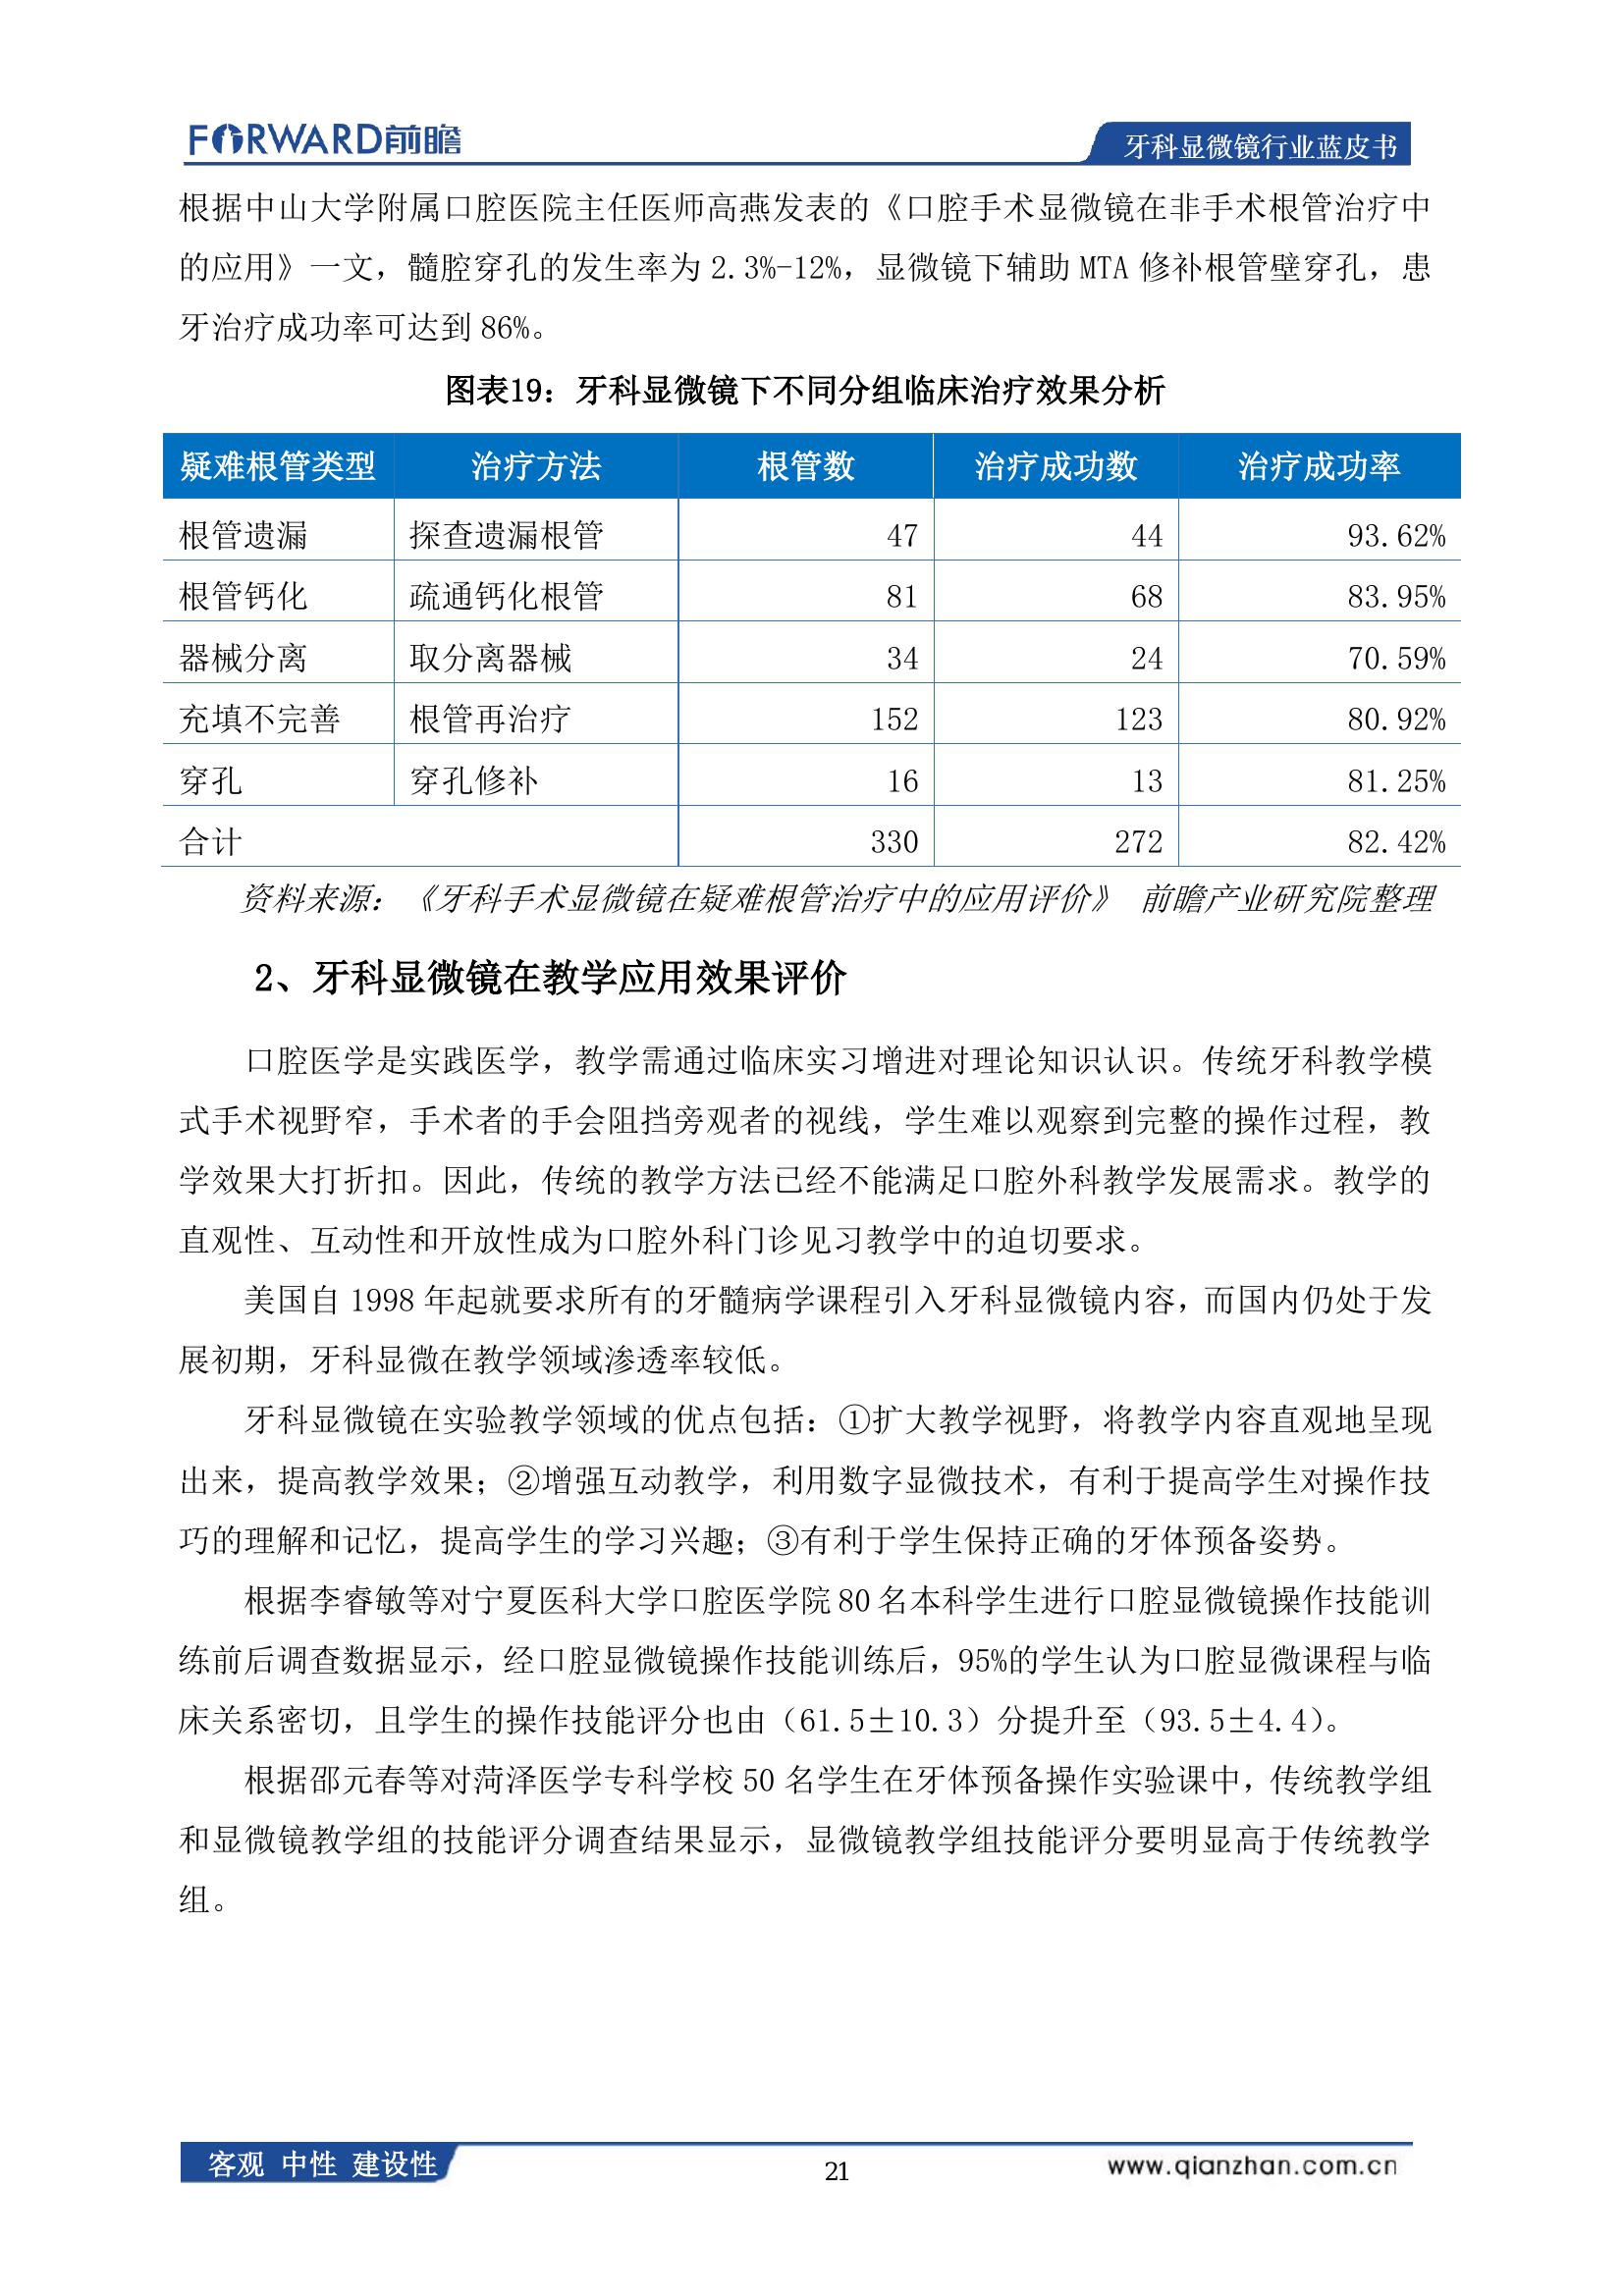 FORWARD前瞻
牙科显微镜行业蓝皮书
根据中山大学附属口腔医院主任医师高燕发表的《口腔手术显微镜在非手术根管治疗中
的应用》一文，髓腔穿孔的发生率为 2.3%-12%，显微镜下辅助 MTA 修补根管壁穿孔，患
牙治疗成功率可达到 86%。
图表19：牙科显微镜下不同分组临床治疗效果分析
疑难根管类型 治疗方法 根管数 治疗成功数 治疗成功率
根管遗漏 探查遗漏根管 47 44 93.62%
根管钙化 疏通钙化根管 81 68 83.95%
器械分离 取分离器械 34 24 70.59%
充填不完善 根管再治疗 152 123 80.92%
穿孔 穿孔修补 16 13 81.25%
合计 330 272 82.42%
资料来源：《牙科手术显微镜在疑难根管治疗中的应用评价》 前瞻产业研究院整理
2、牙科显微镜在教学应用效果评价
口腔医学是实践医学，教学需通过临床实习增进对理论知识认识。传统牙科教学模
式手术视野窄，手术者的手会阻挡旁观者的视线，学生难以观察到完整的操作过程，教
学效果大打折扣。因此，传统的教学方法已经不能满足口腔外科教学发展需求。教学的
直观性、互动性和开放性成为口腔外科门诊见习教学中的迫切要求。
美国自 1998 年起就要求所有的牙髓病学课程引入牙科显微镜内容，而国内仍处于发
展初期，牙科显微在教学领域渗透率较低。
牙科显微镜在实验教学领域的优点包括：①扩大教学视野，将教学内容直观地呈现
出来，提高教学效果；②增强互动教学，利用数字显微技术，有利于提高学生对操作技
巧的理解和记忆，提高学生的学习兴趣；③有利于学生保持正确的牙体预备姿势。
根据李睿敏等对宁夏医科大学口腔医学院 80 名本科学生进行口腔显微镜操作技能训
练前后调查数据显示，经口腔显微镜操作技能训练后，95%的学生认为口腔显微课程与临
床关系密切，且学生的操作技能评分也由（61.5±10.3）分提升至（93.5±4.4）。
根据邵元春等对菏泽医学专科学校 50 名学生在牙体预备操作实验课中，传统教学组
和显微镜教学组的技能评分调查结果显示，显微镜教学组技能评分要明显高于传统教学
组。
客观 中性 建设性
21
www.qianzhan.com.cn